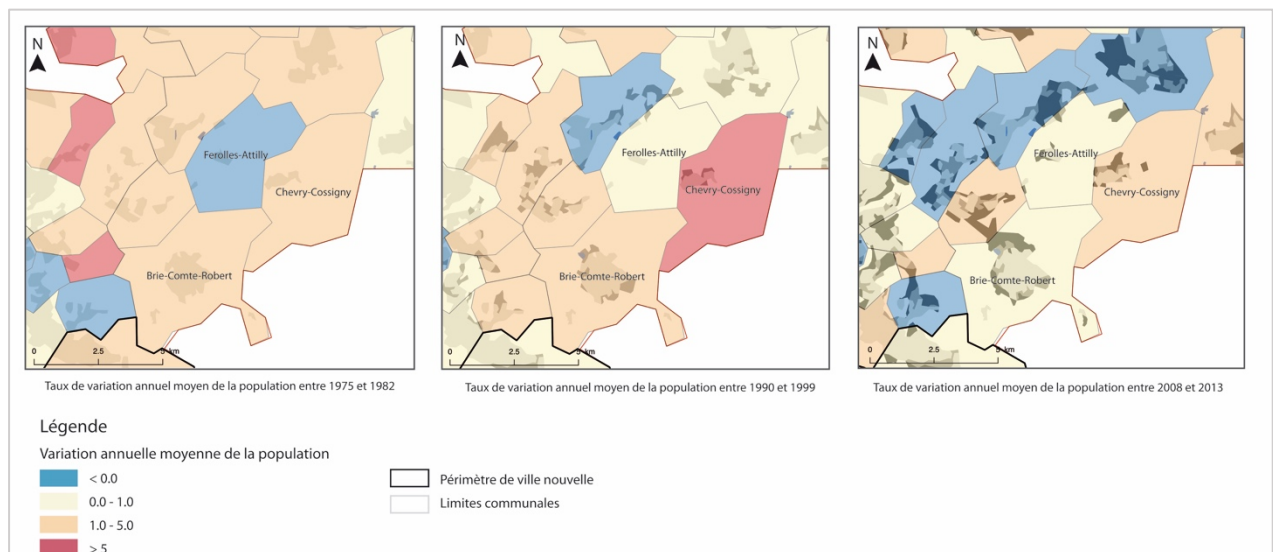 N
Ferolles-Attilly
Chevry-Cossigny
Brie-Comte-Robert
0 2.5 5 km
Taux de variation annuel moyen de la population entre 1975 et 1982
N
Ferolles-Attilly
Chevry-Cossigny
Brie-Comte-Robert
0 2.5 5 km
Taux de variation annuel moyen de la population entre 1990 et 1999
N
Ferolles-Attilly
Chevry-Cossigny
Brie-Comte-Robert
0 2.5 5 km
Taux de variation annuel moyen de la population entre 2008 et 2013
Légende
Variation annuelle moyenne de la population
< 0.0
0.0 - 1.0
1.0 - 5.0
> 5
Périmètre de ville nouvelle
Limites communales